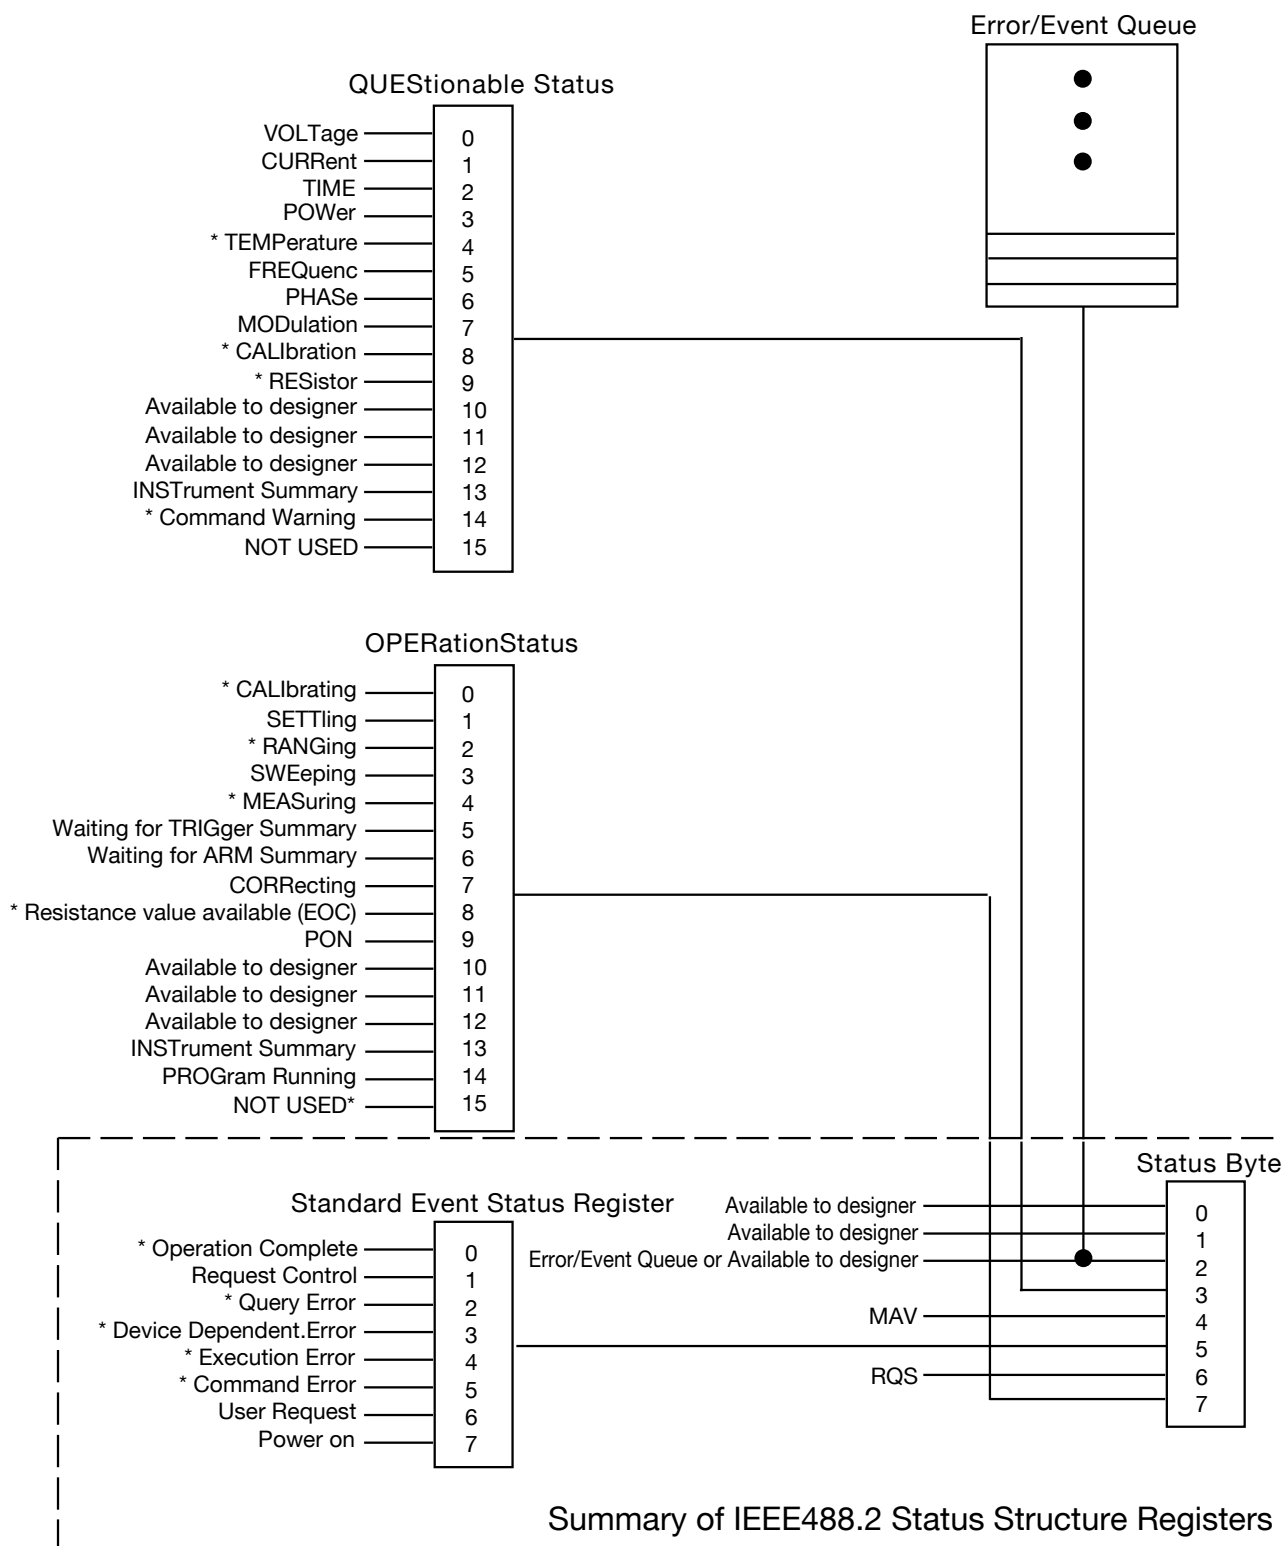 Error/Event Queue
QUEStionable Status
VOLTage 0
CURRent 1
TIME 2
POWer 3
* TEMPerature 4
FREQuenc 5
PHASe 6
MODulation 7
* CALIbration 8
* RESistor 9
Available to designer 10
Available to designer 11
Available to designer 12
INSTrument Summary 13
* Command Warning 14
NOT USED 15
OPERationStatus
* CALIbrating 0
SETTling 1
* RANGing 2
SWEeping 3
* MEASuring 4
Waiting for TRIGger Summary 5
Waiting for ARM Summary 6
CORRecting 7
* Resistance value available (EOC) 8
PON 9
Available to designer 10
Available to designer 11
Available to designer 12
INSTrument Summary 13
PROGram Running 14
NOT USED* 15
Standard Event Status Register
* Operation Complete 0
Request Control 1
* Query Error 2
* Device Dependent.Error 3
* Execution Error 4
* Command Error 5
User Request 6
Power on 7
Status Byte
Available to designer 0
Available to designer 1
Error/Event Queue or Available to designer 2
3
MAV 4
5
RQS 6
7
Summary of IEEE488.2 Status Structure Registers